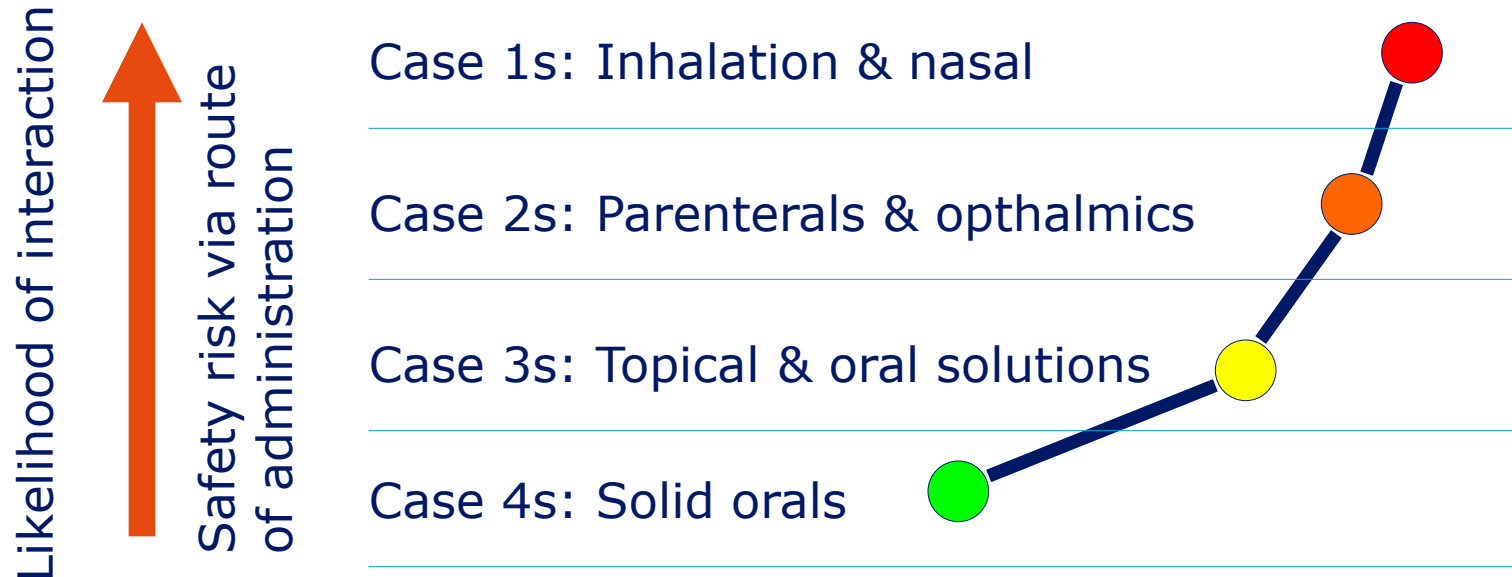 Likelihood of interaction
Safety risk via route
of administration
Case 1s: Inhalation & nasal
Case 2s: Parenterals & opthalmics
Case 3s: Topical & oral solutions
Case 4s: Solid orals